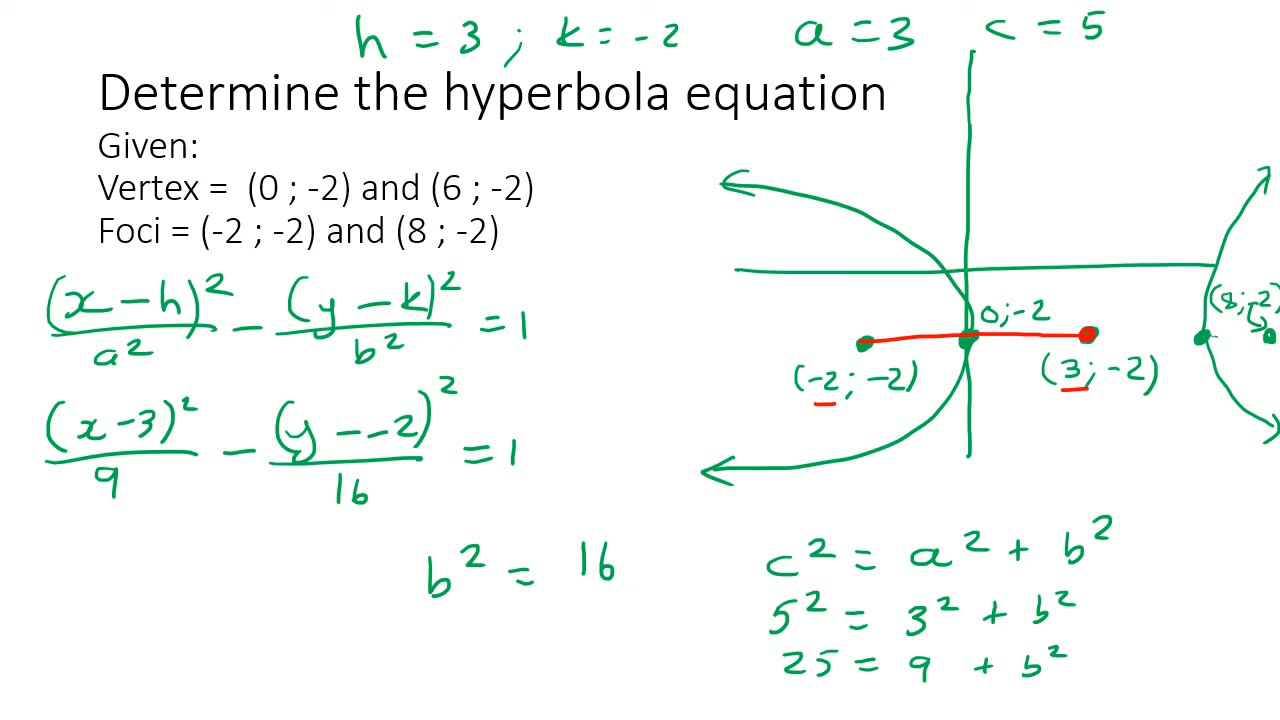 h = 3 ; k = -2 a = 3 c = 5
Determine the hyperbola equation
Given:
Vertex = (0 ; -2) and (6 ; -2)
Foci = (-2 ; -2) and (8 ; -2)
(x - h)² / a² - (y - k)² / b² = 1
(x - 3)² / 9 - (y - - 2)² / 16 = 1
b² = 16
(8; -2)
0; -2
(-2 ; -2)
(3; -2)
c² = a² + b²
5² = 3² + b²
25 = 9 + b²